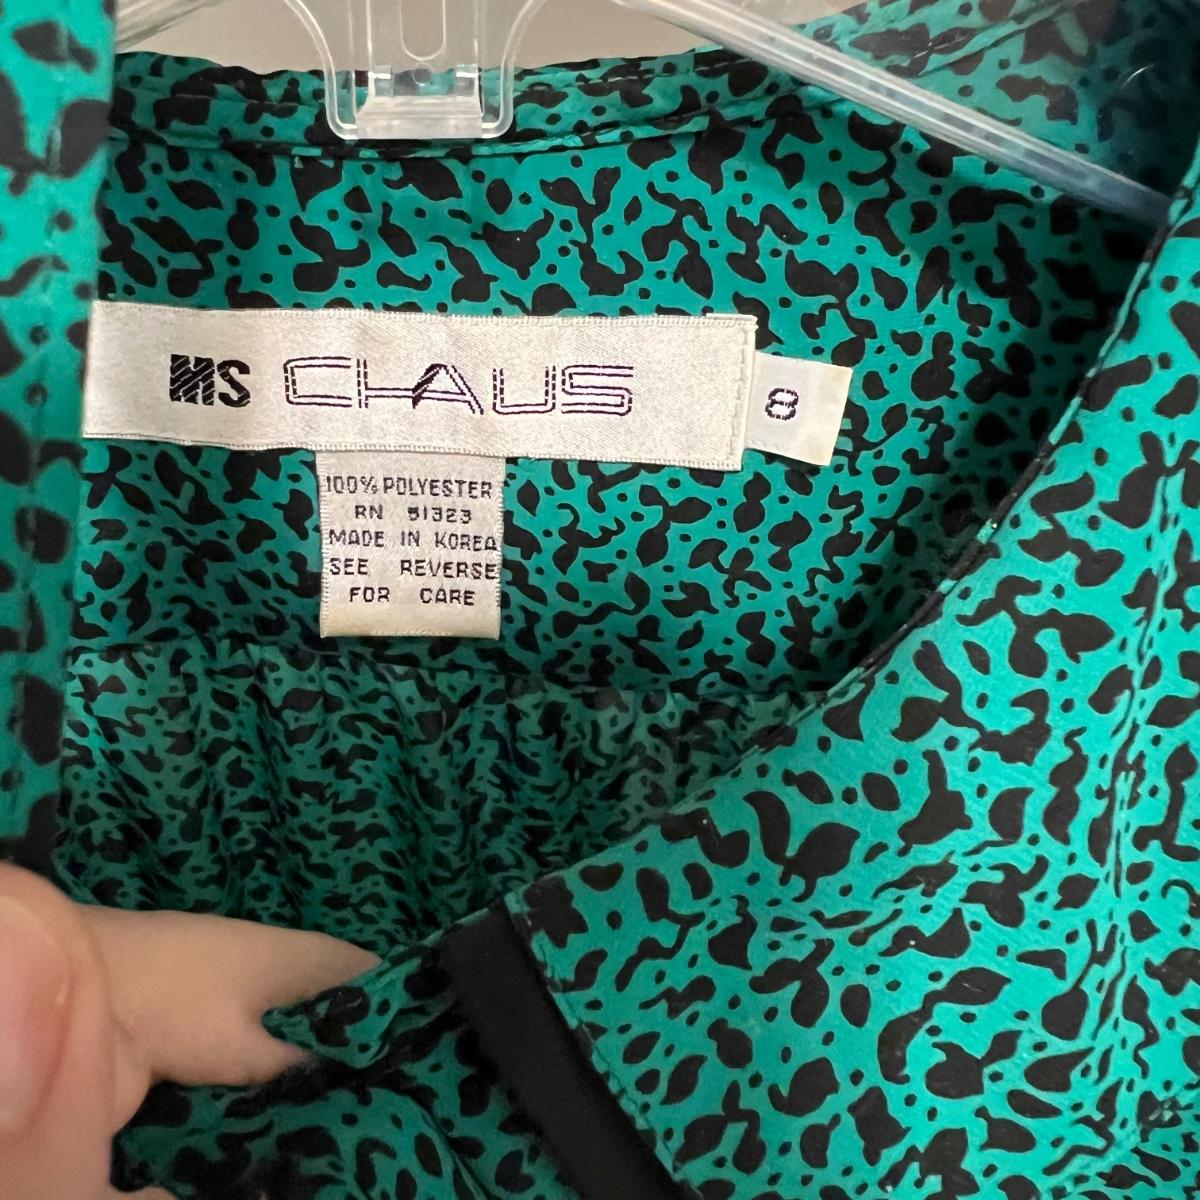 MS CHAUS
8
100% POLYESTER
RN 51323
MADE IN KOREA
SEE REVERSE
FOR CARE